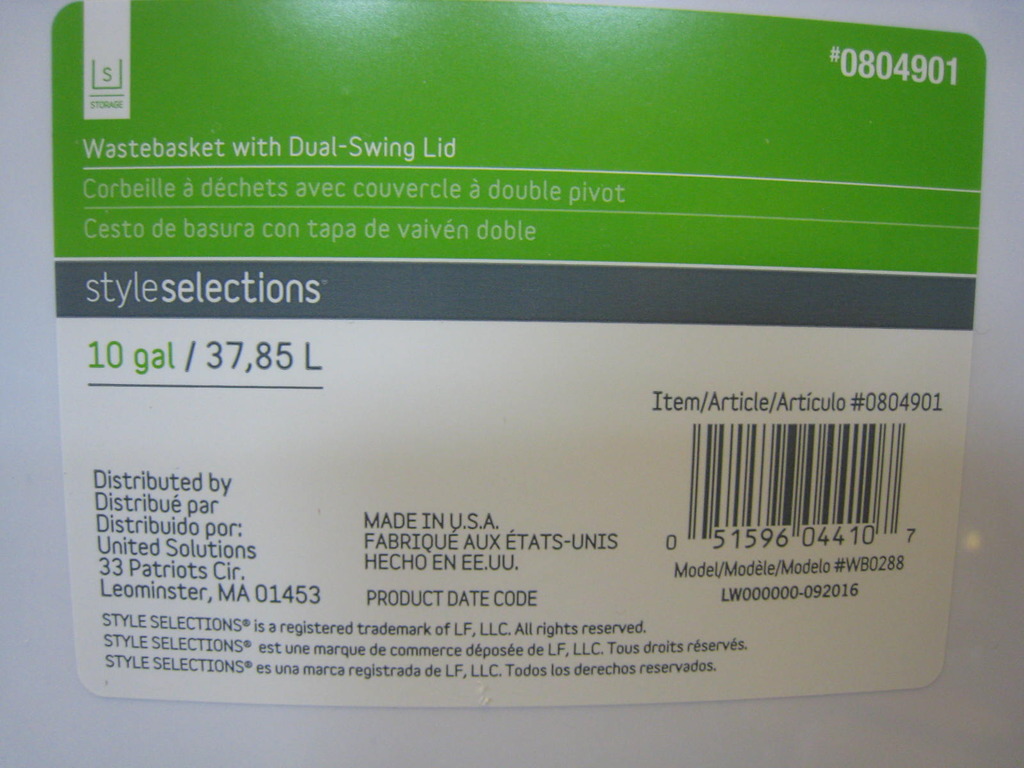 S
STORAGE
#0804901
Wastebasket with Dual-Swing Lid
Corbeille à déchets avec couvercle à double pivot
Cesto de basura con tapa de vaivén doble
styleselections
10 gal / 37,85 L
Item/Article/Artículo #0804901
0 51596 04410 7
Model/Modèle/Modelo #WB0288
LW000000-092016
Distributed by
Distribué par
Distribuido por:
United Solutions
33 Patriots Cir.
Leominster, MA 01453
MADE IN U.S.A.
FABRIQUÉ AUX ÉTATS-UNIS
HECHO EN EE.UU.
PRODUCT DATE CODE
STYLE SELECTIONS® is a registered trademark of LF, LLC. All rights reserved.
STYLE SELECTIONS® est une marque de commerce déposée de LF, LLC. Tous droits réservés.
STYLE SELECTIONS® es una marca registrada de LF, LLC. Todos los derechos reservados.